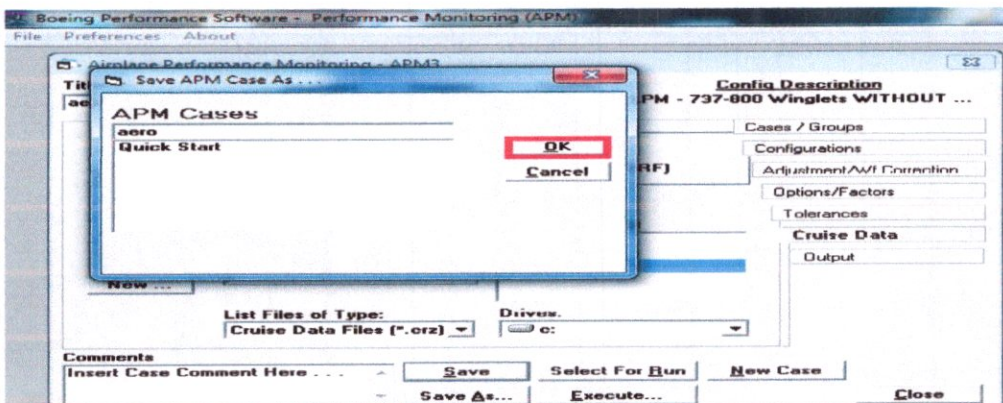 Boeing Performance Software - Performance Monitoring (APM)
File Preferences About
Airplane Performance Monitoring - APM3
Save APM Case As ...
Config Description
PM - 737-800 Winglets WITHOUT ...
APM Cases
aero
Quick Start
OK
Cancel
RF)
Cases / Groups
Configurations
Adjustment/Wf Correction
Options/Factors
Tolerances
Cruise Data
Output
New ...
List Files of Type:
Cruise Data Files (*.crz)
Drives:
c:
Comments
Insert Case Comment Here ...
Save
Select For Run
New Case
Save As...
Execute...
Close